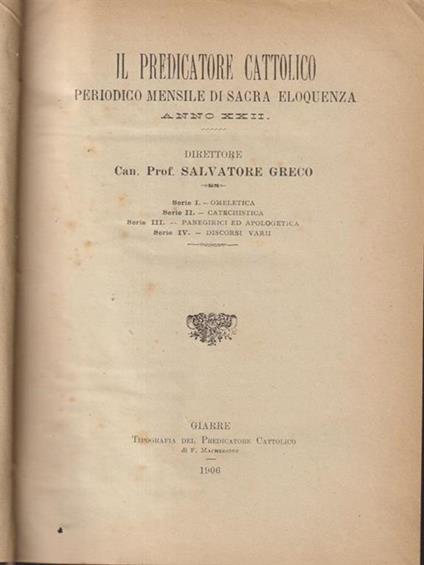 IL PREDICATORE CATTOLICO
PERIODICO MENSILE DI SACRA ELOQUENZA
ANNO XXII.
DIRETTORE
Can. Prof. SALVATORE GRECO
Serie I. - OMELETICA
Serie II. - CATECHISTICA
Serie III. - PANEGIRICI ED APOLOGETICA
Serie IV. - DISCORSI VARII
GIARRE
TIPOGRAFIA DEL PREDICATORE CATTOLICO
di F.
1906